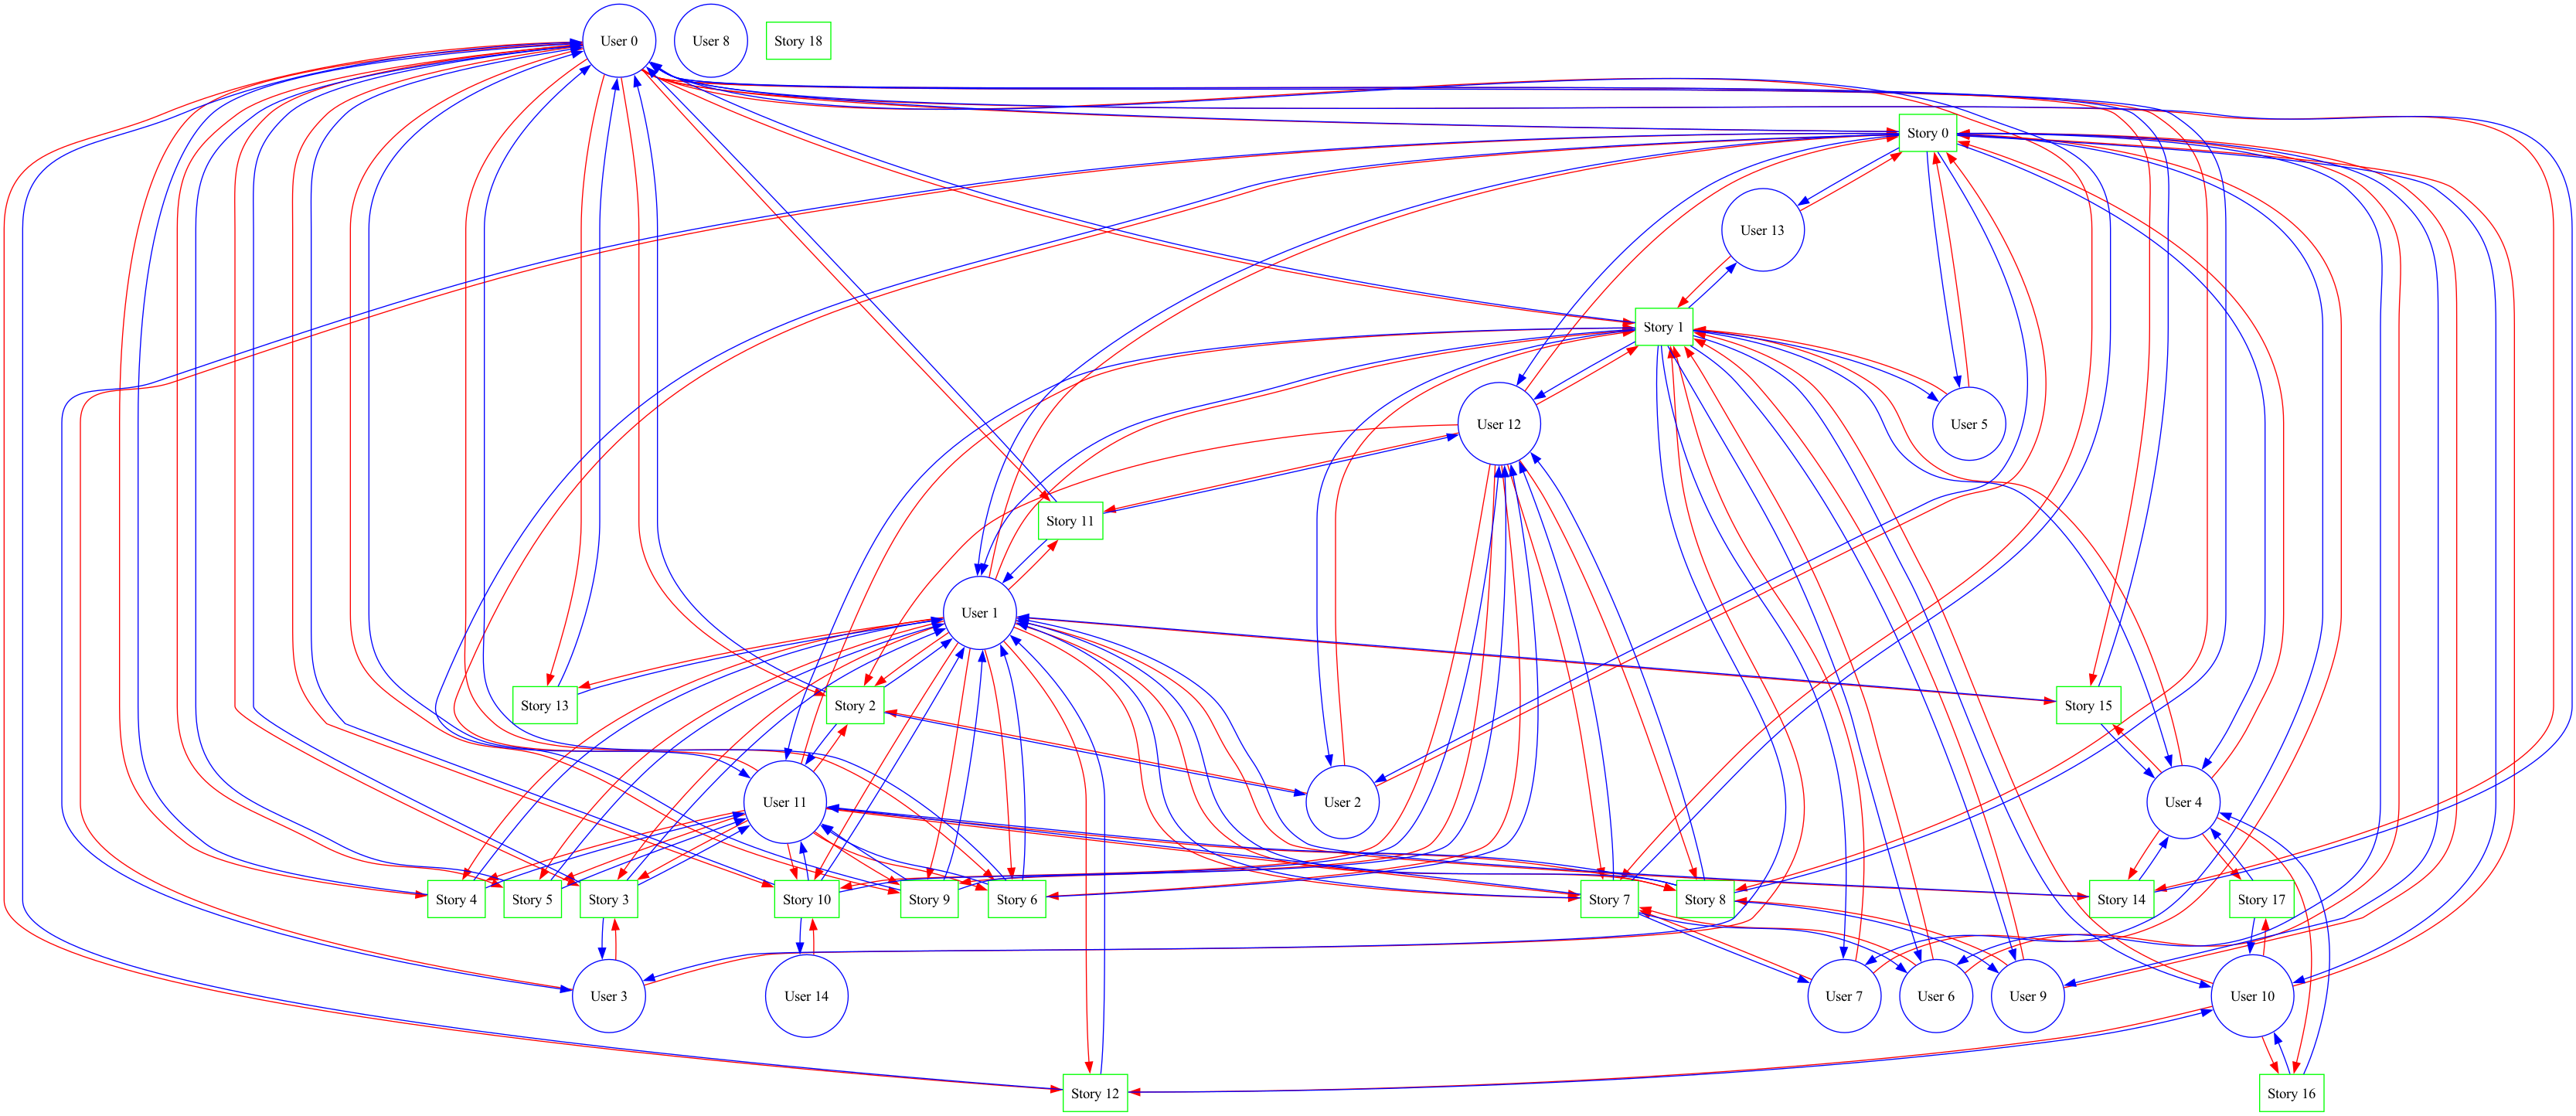 User 0
User 8
Story 18
Story 0
User 13
Story 1
User 12
User 5
Story 11
User 1
Story 13
Story 2
Story 15
User 11
User 2
User 4
Story 4
Story 5
Story 3
Story 10
Story 9
Story 6
Story 7
Story 8
Story 14
Story 17
User 3
User 14
User 7
User 6
User 9
User 10
Story 12
Story 16